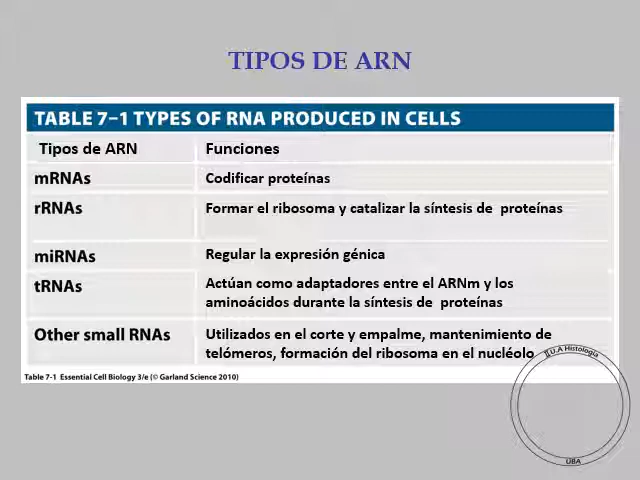 TIPOS DE ARN
TABLE 7–1 TYPES OF RNA PRODUCED IN CELLS
Tipos de ARN Funciones
mRNAs Codificar proteínas
rRNAs Formar el ribosoma y catalizar la síntesis de proteínas
miRNAs Regular la expresión génica
tRNAs Actúan como adaptadores entre el ARNm y los
aminoácidos durante la síntesis de proteínas
Other small RNAs Utilizados en el corte y empalme, mantenimiento de
telómeros, formación del ribosoma en el nucléolo
Table 7-1 Essential Cell Biology 3/e (© Garland Science 2010)
U.A Histología
UBA